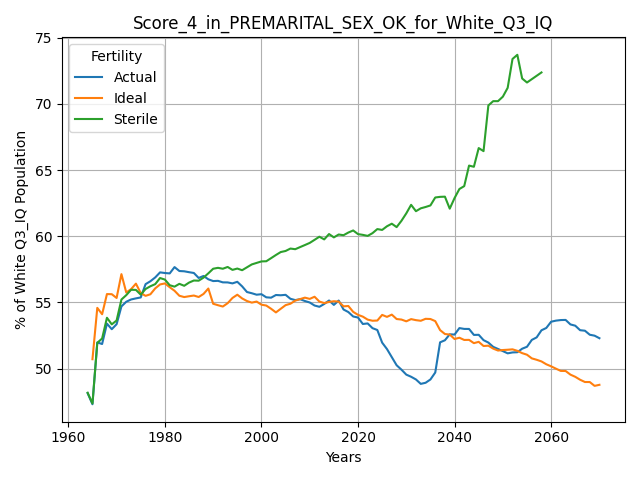 Score_4_in_PREMARITAL_SEX_OK_for_White_Q3_IQ
Fertility
Actual
Ideal
Sterile
% of White Q3_IQ Population
75
70
65
60
55
50
1960
1980
2000
2020
2040
2060
Years